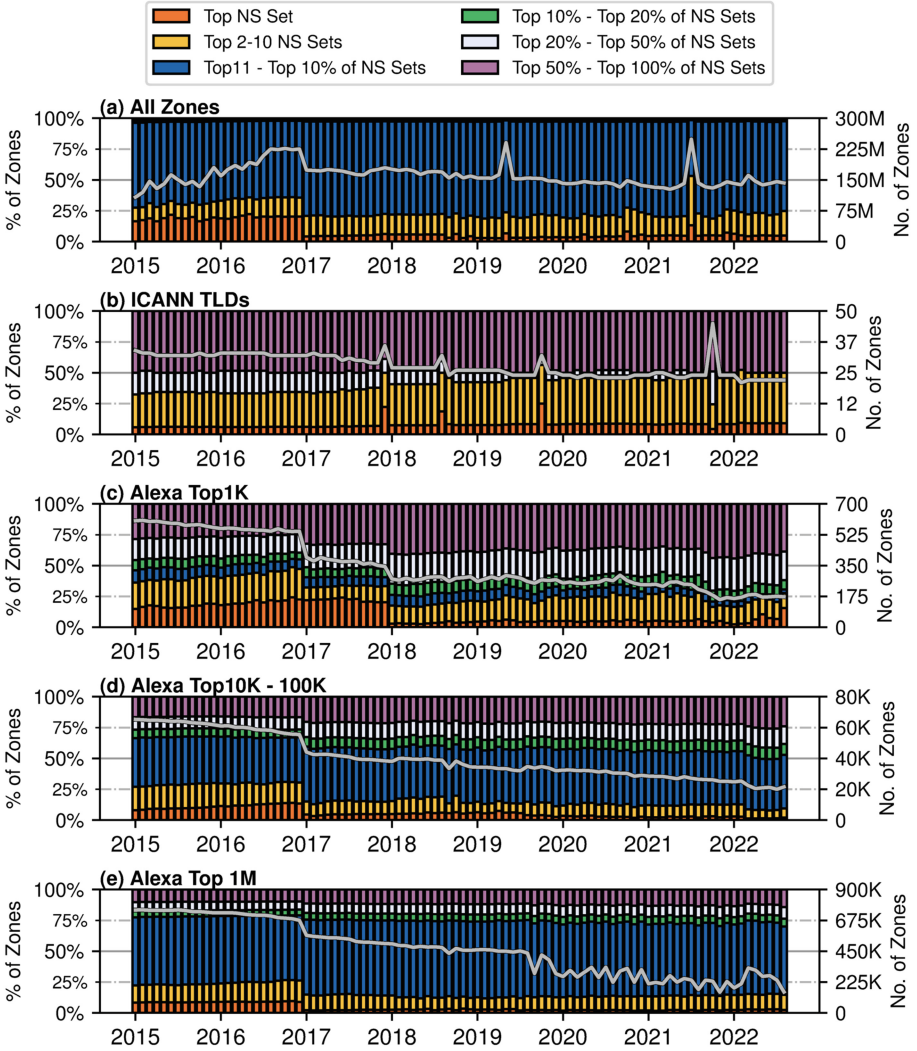 Top NS Set
Top 2-10 NS Sets
Top11 - Top 10% of NS Sets
Top 10% - Top 20% of NS Sets
Top 20% - Top 50% of NS Sets
Top 50% - Top 100% of NS Sets
(a) All Zones
% of Zones
100%
75%
50%
25%
0%
300M
225M
150M
75M
0
No. of Zones
2015 2016 2017 2018 2019 2020 2021 2022
(b) ICANN TLDs
% of Zones
100%
75%
50%
25%
0%
50
37
25
12
0
No. of Zones
2015 2016 2017 2018 2019 2020 2021 2022
(c) Alexa Top1K
% of Zones
100%
75%
50%
25%
0%
700
525
350
175
0
No. of Zones
2015 2016 2017 2018 2019 2020 2021 2022
(d) Alexa Top10K - 100K
% of Zones
100%
75%
50%
25%
0%
80K
60K
40K
20K
0
No. of Zones
2015 2016 2017 2018 2019 2020 2021 2022
(e) Alexa Top 1M
% of Zones
100%
75%
50%
25%
0%
900K
675K
450K
225K
0
No. of Zones
2015 2016 2017 2018 2019 2020 2021 2022